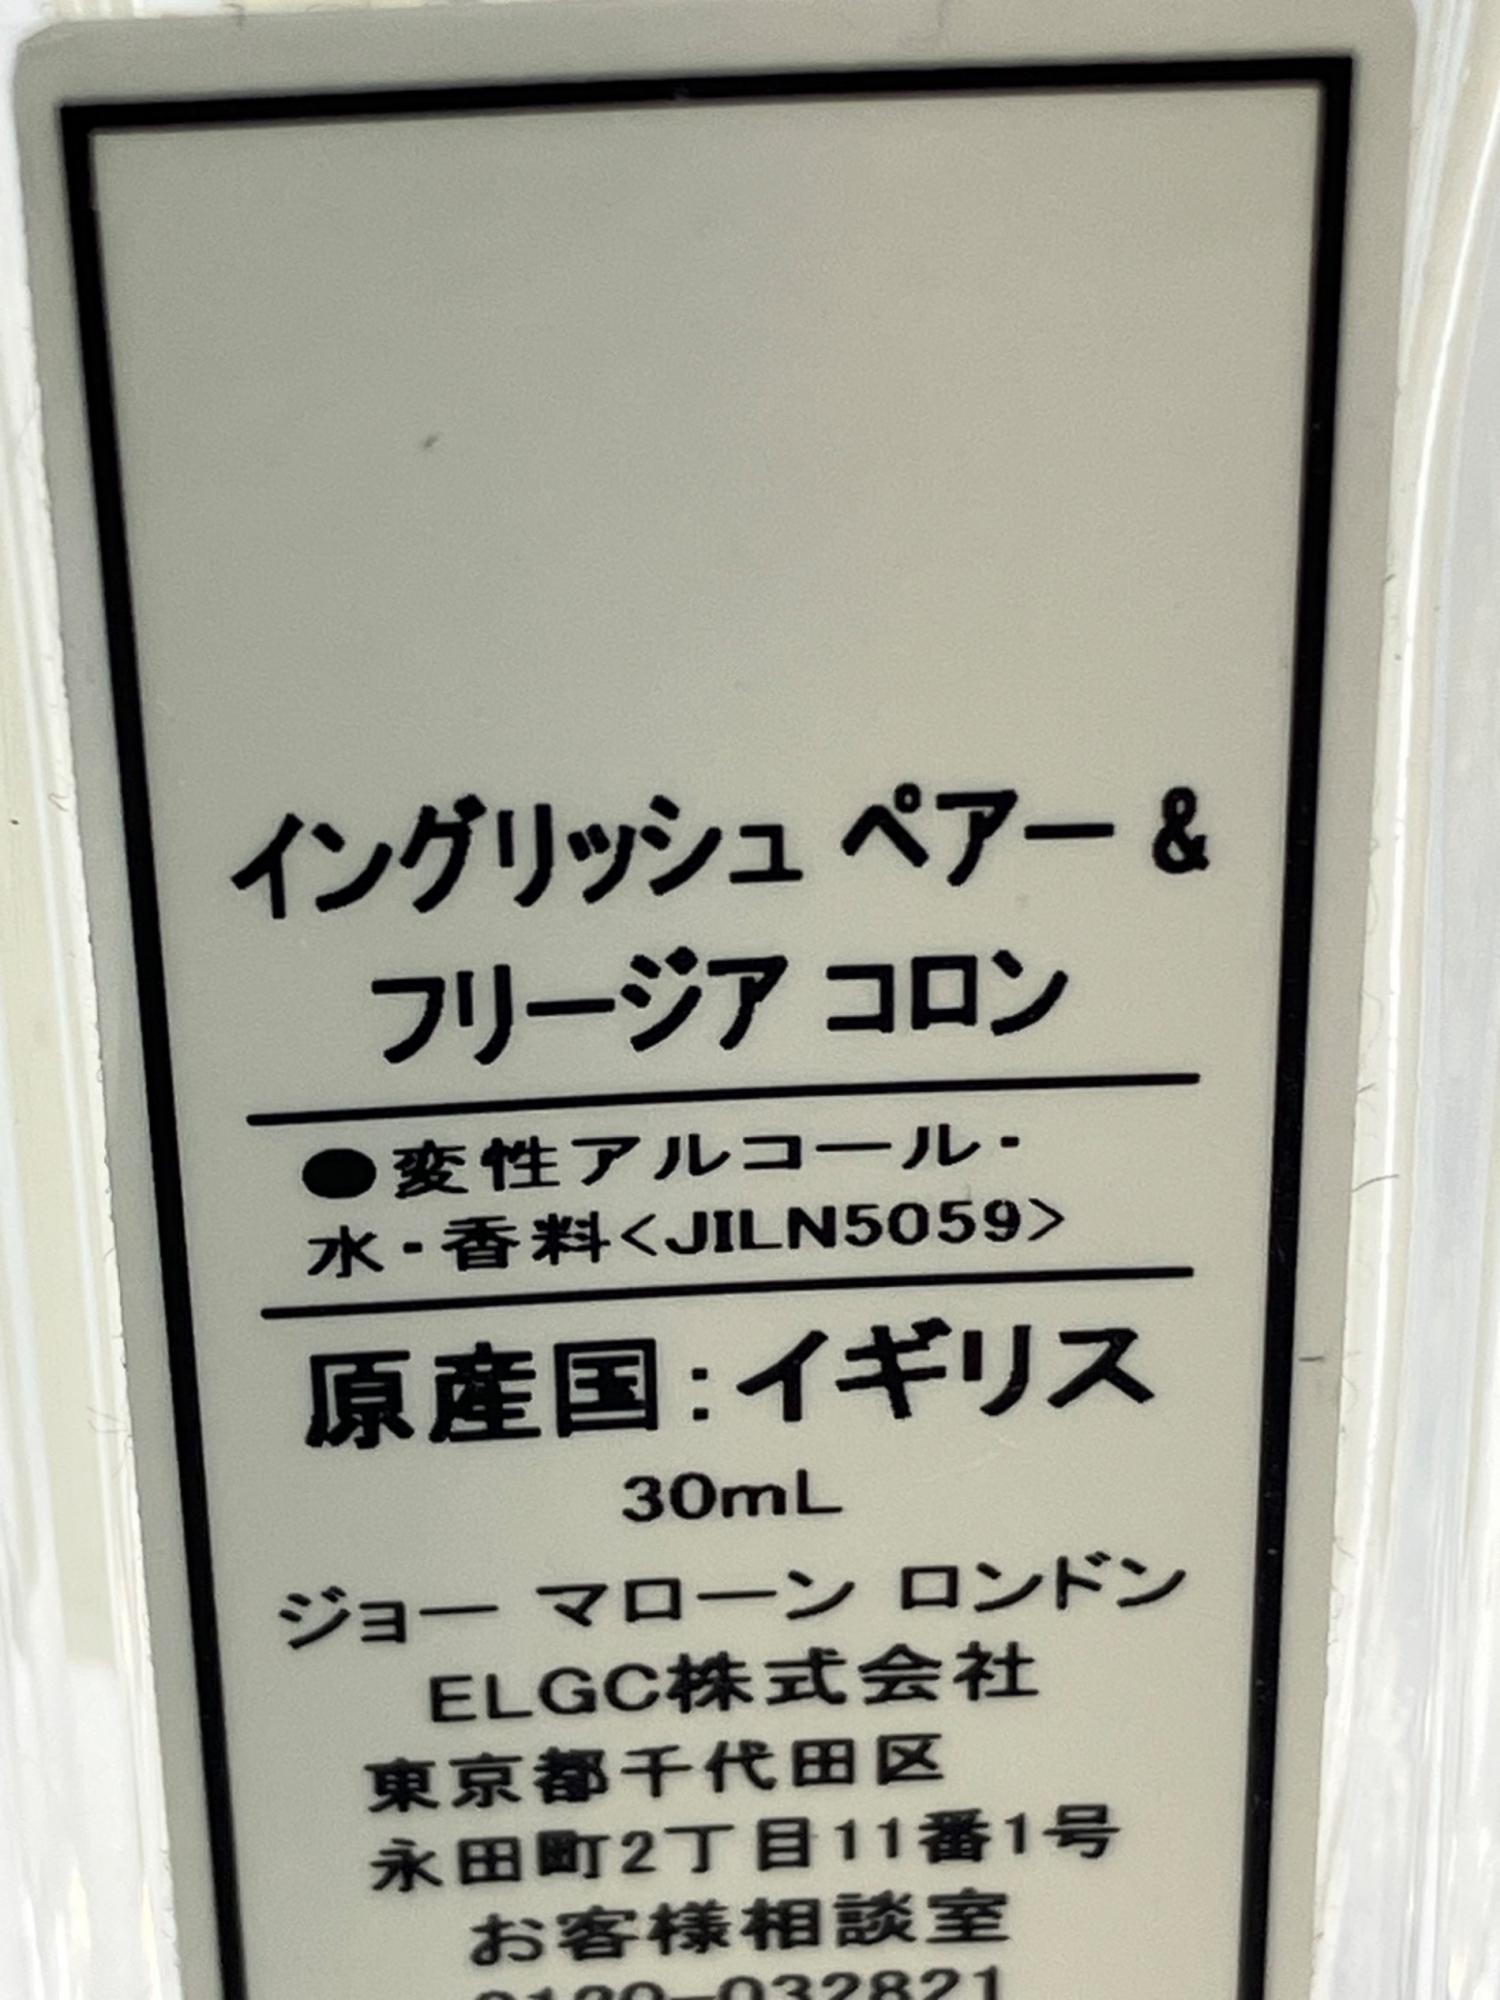 イングリッシュ ペアー &
フリージア コロン
●変性アルコール・
水・香料<JILN5059>
原産国:イギリス
30mL
ジョー マローン ロンドン
ELGC株式会社
東京都千代田区
永田町2丁目11番1号
お客様相談室
0120-032821